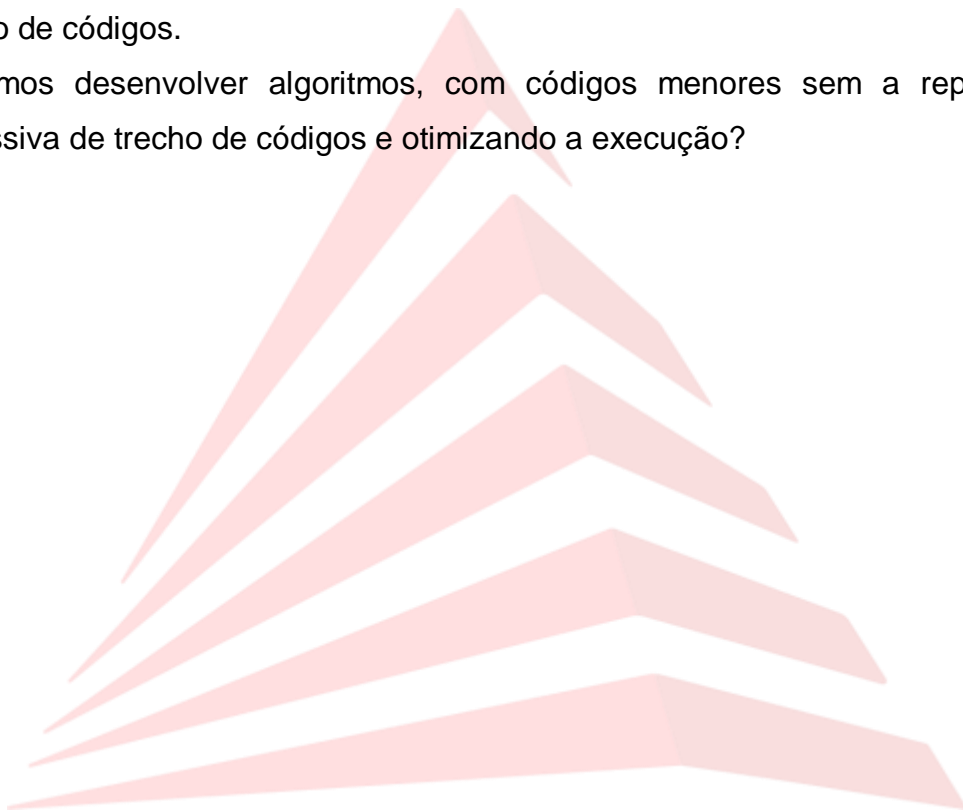 o de códigos.
mos desenvolver algoritmos, com códigos menores sem a rep
ssiva de trecho de códigos e otimizando a execução?